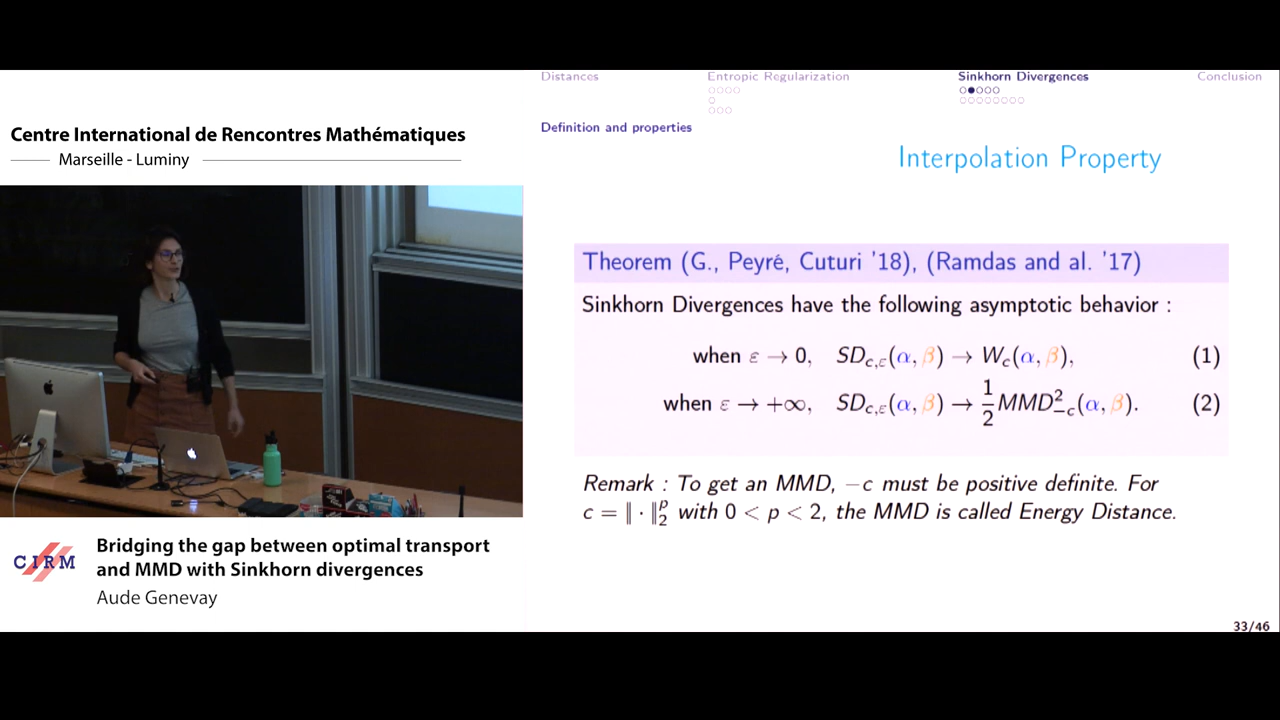 Distances
Entropic Regularization
Sinkhorn Divergences
Conclusion
Centre International de Rencontres Mathématiques
Marseille - Luminy
Definition and properties
Interpolation Property
Theorem (G., Peyré, Cuturi '18), (Ramdas and al. '17)
Sinkhorn Divergences have the following asymptotic behavior :
when ε → 0, SD_{c,ε}(α, β) → W_c(α, β), (1)
when ε → +∞, SD_{c,ε}(α, β) → 1/2 MMD²_{−c}(α, β). (2)
Remark : To get an MMD, −c must be positive definite. For
c = ‖ · ‖₂^p with 0 < p < 2, the MMD is called Energy Distance.
CIRM
Bridging the gap between optimal transport
and MMD with Sinkhorn divergences
Aude Genevay
33/46